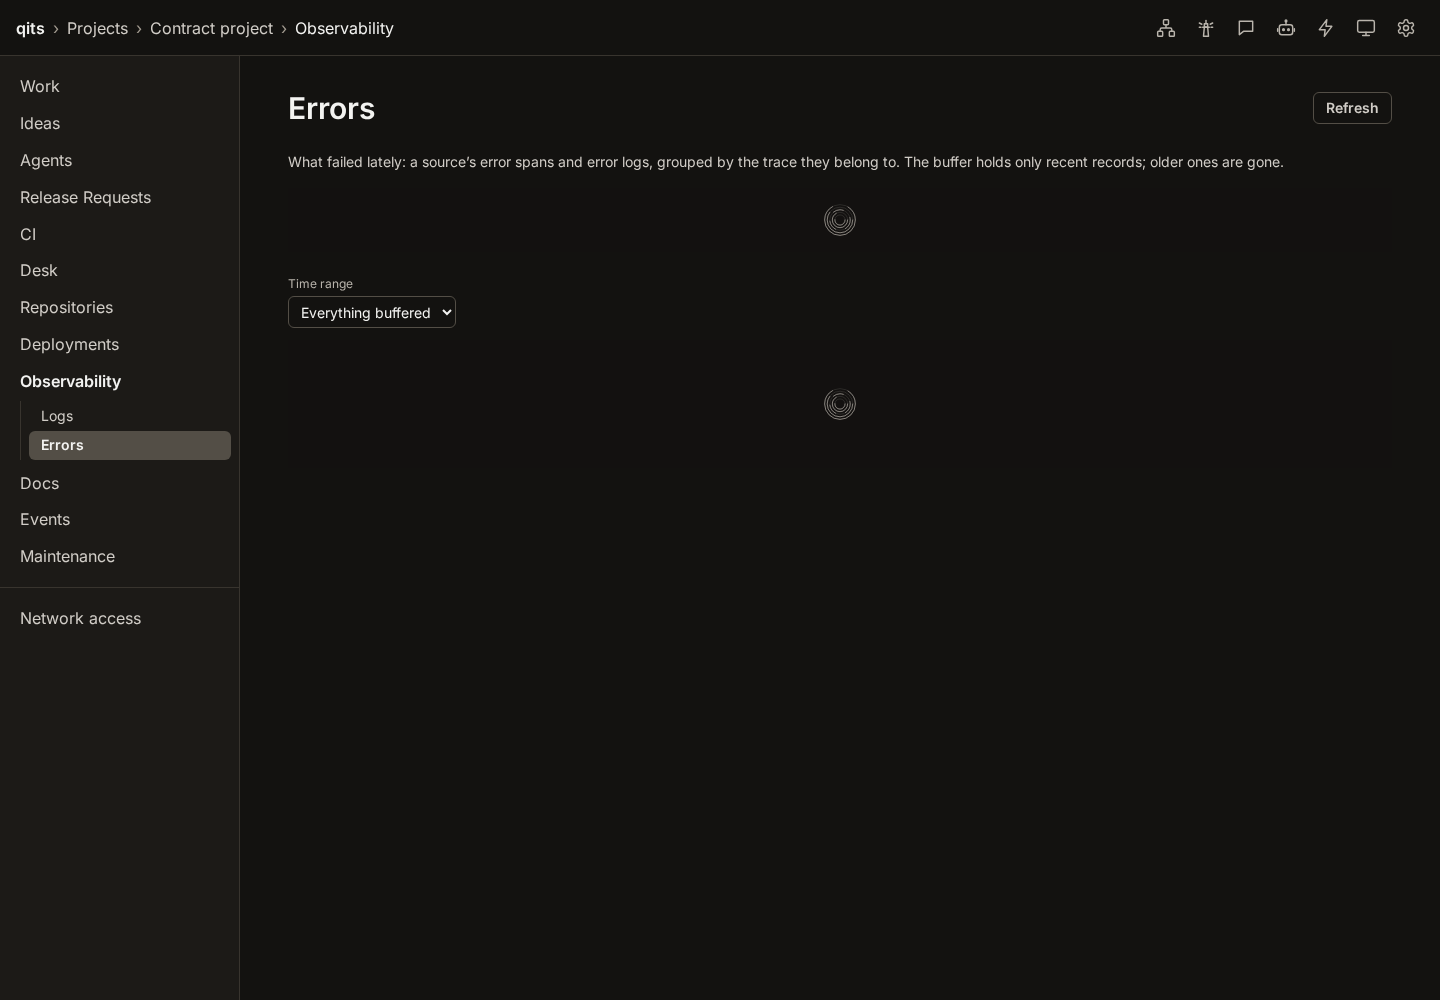 qits › Projects › Contract project › Observability
Work
Ideas
Agents
Release Requests
CI
Desk
Repositories
Deployments
Observability
Logs
Errors
Docs
Events
Maintenance
Network access
Errors
Refresh
What failed lately: a source’s error spans and error logs, grouped by the trace they belong to. The buffer holds only recent records; older ones are gone.
Time range
Everything buffered